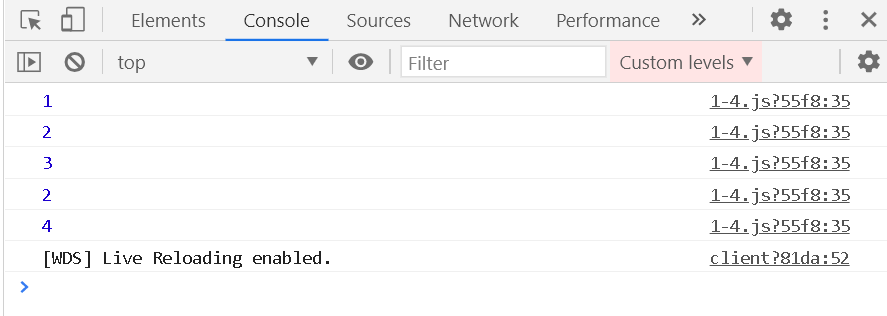 Elements Console Sources Network Performance »
top Filter Custom levels
1 1-4.js?55f8:35
2 1-4.js?55f8:35
3 1-4.js?55f8:35
2 1-4.js?55f8:35
4 1-4.js?55f8:35
[WDS] Live Reloading enabled. client?81da:52